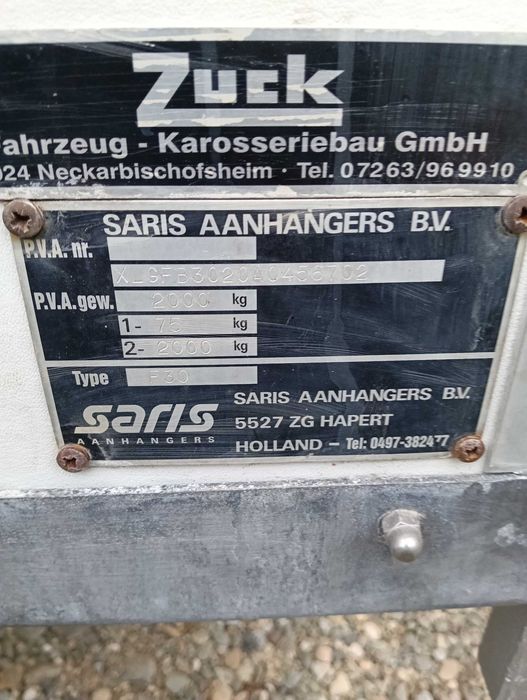 Zuck
ahrzeug - Karosseriebau GmbH
024 Neckarbischofsheim · Tel. 07263/969910
SARIS AANHANGERS B.V.
P.V.A. nr.
XLGFB3020A0456702
P.V.A. gew. 2000 kg
1- 75 kg
2- 2000 kg
Type F30
saris
AANHANGERS
SARIS AANHANGERS B.V.
5527 ZG HAPERT
HOLLAND - Tel: 0497-382477